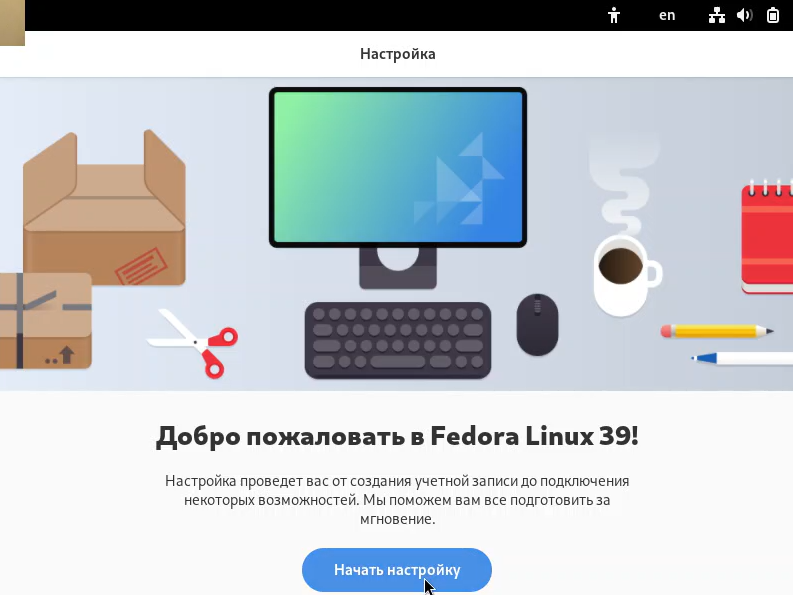 en
Настройка
Добро пожаловать в Fedora Linux 39!
Настройка проведет вас от создания учетной записи до подключения
некоторых возможностей. Мы поможем вам все подготовить за
мгновение.
Начать настройку